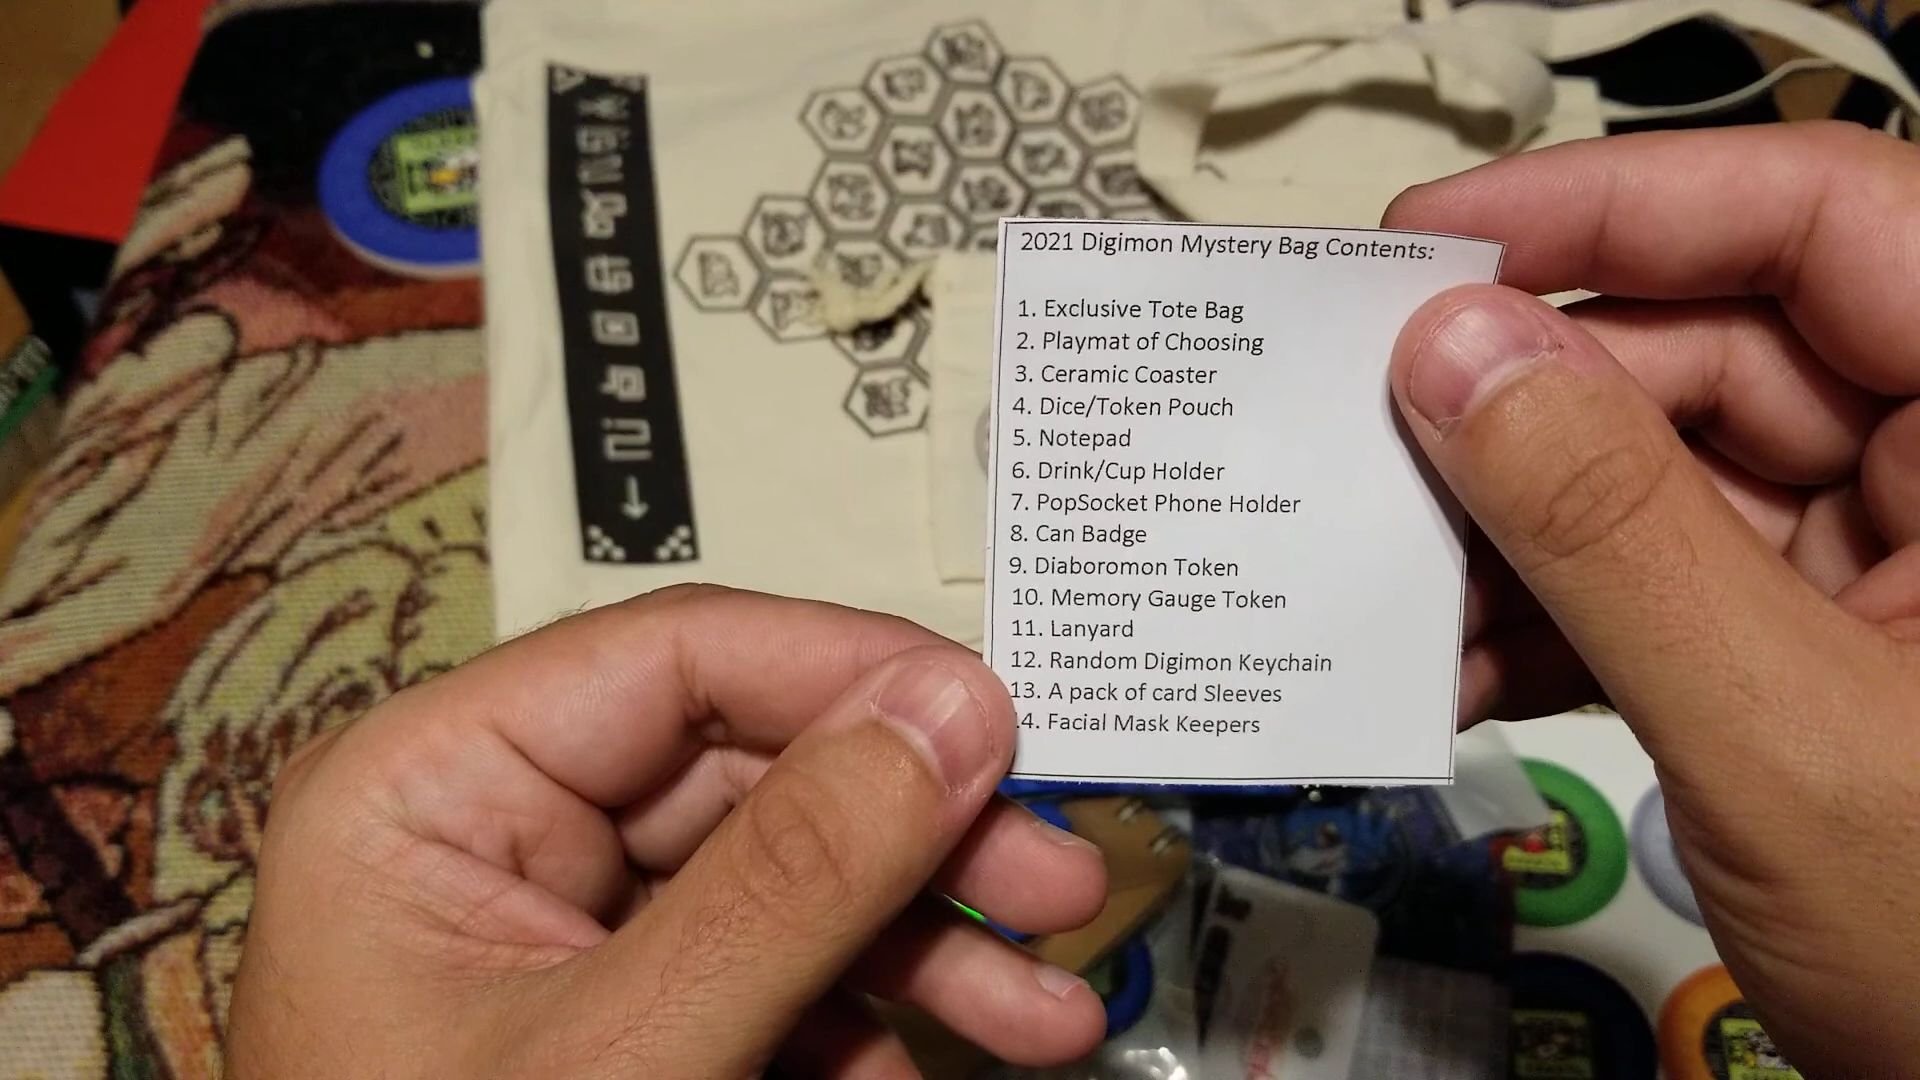 2021 Digimon Mystery Bag Contents:
1. Exclusive Tote Bag
2. Playmat of Choosing
3. Ceramic Coaster
4. Dice/Token Pouch
5. Notepad
6. Drink/Cup Holder
7. PopSocket Phone Holder
8. Can Badge
9. Diaboromon Token
10. Memory Gauge Token
11. Lanyard
12. Random Digimon Keychain
13. A pack of card Sleeves
14. Facial Mask Keepers